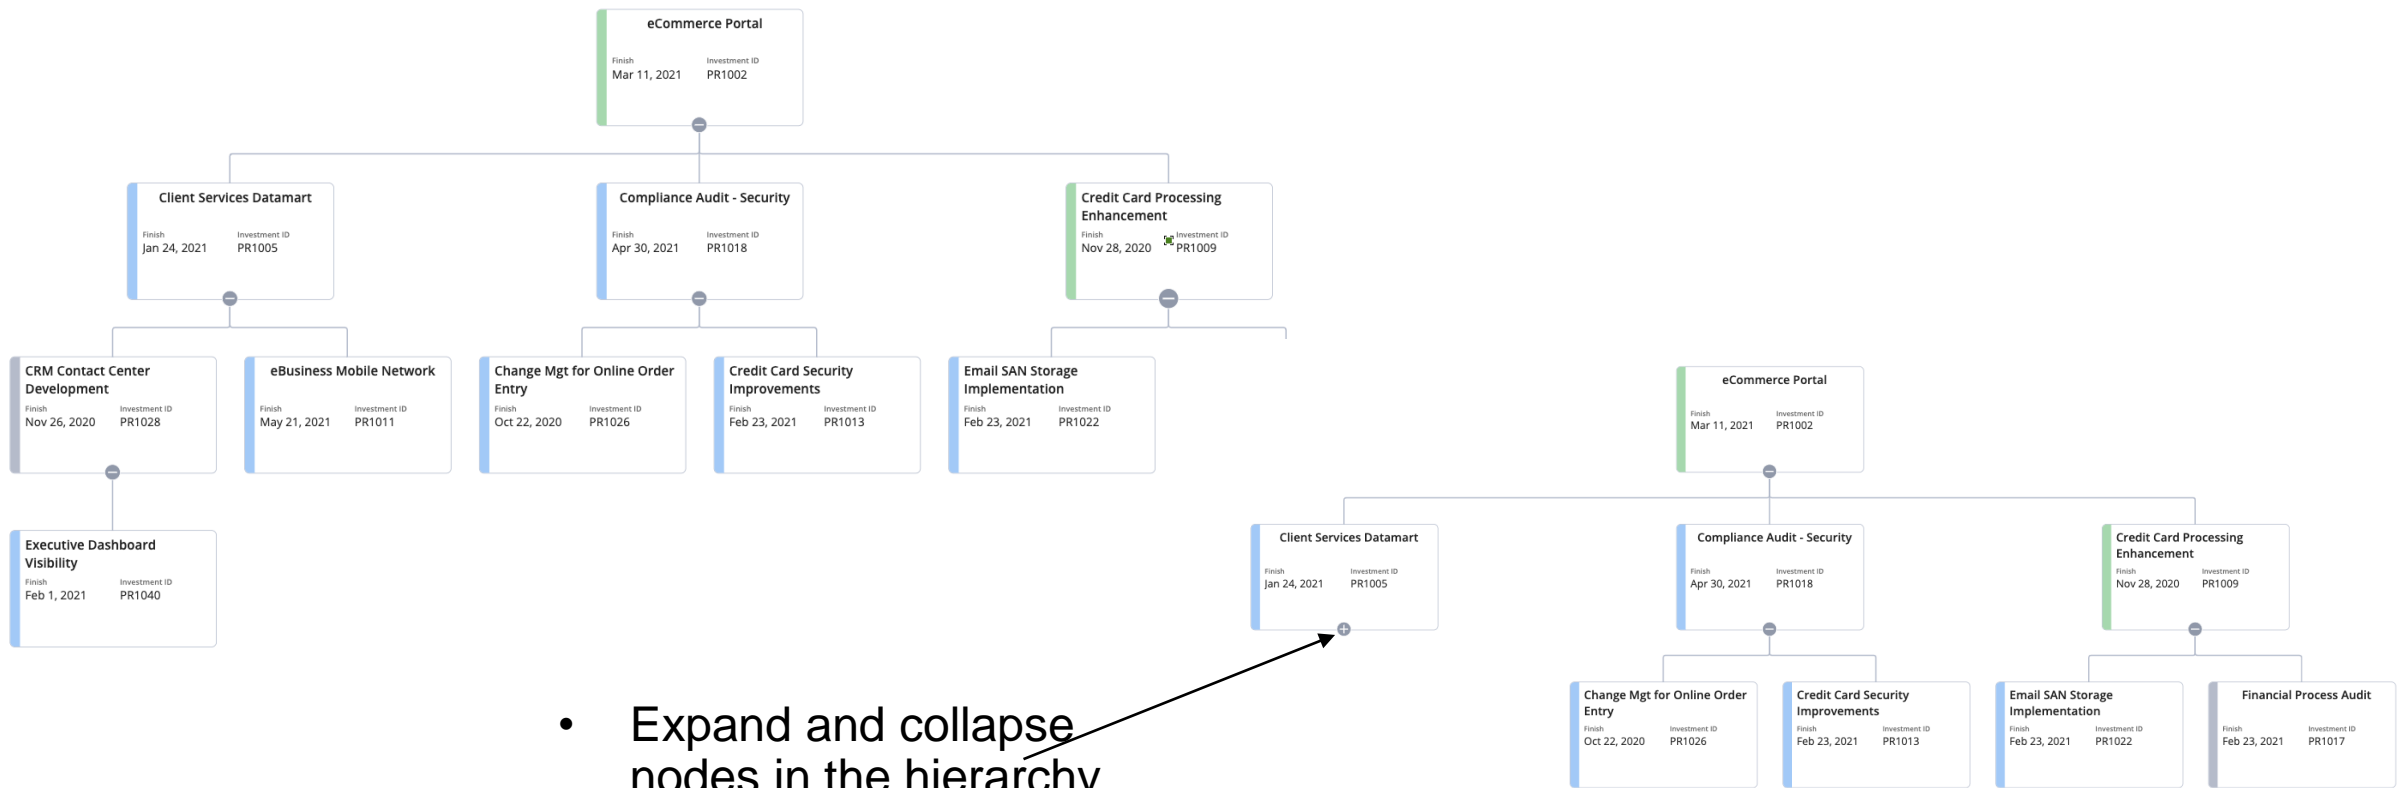 eCommerce Portal
Finish Investment ID
Mar 11, 2021 PR1002
Client Services Datamart
Finish Investment ID
Jan 24, 2021 PR1005
Compliance Audit - Security
Finish Investment ID
Apr 30, 2021 PR1018
Credit Card Processing
Enhancement
Finish Investment ID
Nov 28, 2020 PR1009
CRM Contact Center
Development
Finish Investment ID
Nov 26, 2020 PR1028
eBusiness Mobile Network
Finish Investment ID
May 21, 2021 PR1011
Change Mgt for Online Order
Entry
Finish Investment ID
Oct 22, 2020 PR1026
Credit Card Security
Improvements
Finish Investment ID
Feb 23, 2021 PR1013
Email SAN Storage
Implementation
Finish Investment ID
Feb 23, 2021 PR1022
Executive Dashboard
Visibility
Finish Investment ID
Feb 1, 2021 PR1040
eCommerce Portal
Finish Investment ID
Mar 11, 2021 PR1002
Client Services Datamart
Finish Investment ID
Jan 24, 2021 PR1005
Compliance Audit - Security
Finish Investment ID
Apr 30, 2021 PR1018
Credit Card Processing
Enhancement
Finish Investment ID
Nov 28, 2020 PR1009
Change Mgt for Online Order
Entry
Finish Investment ID
Oct 22, 2020 PR1026
Credit Card Security
Improvements
Finish Investment ID
Feb 23, 2021 PR1013
Email SAN Storage
Implementation
Finish Investment ID
Feb 23, 2021 PR1022
Financial Process Audit
Finish Investment ID
Feb 23, 2021 PR1017
• Expand and collapse
nodes in the hierarchy